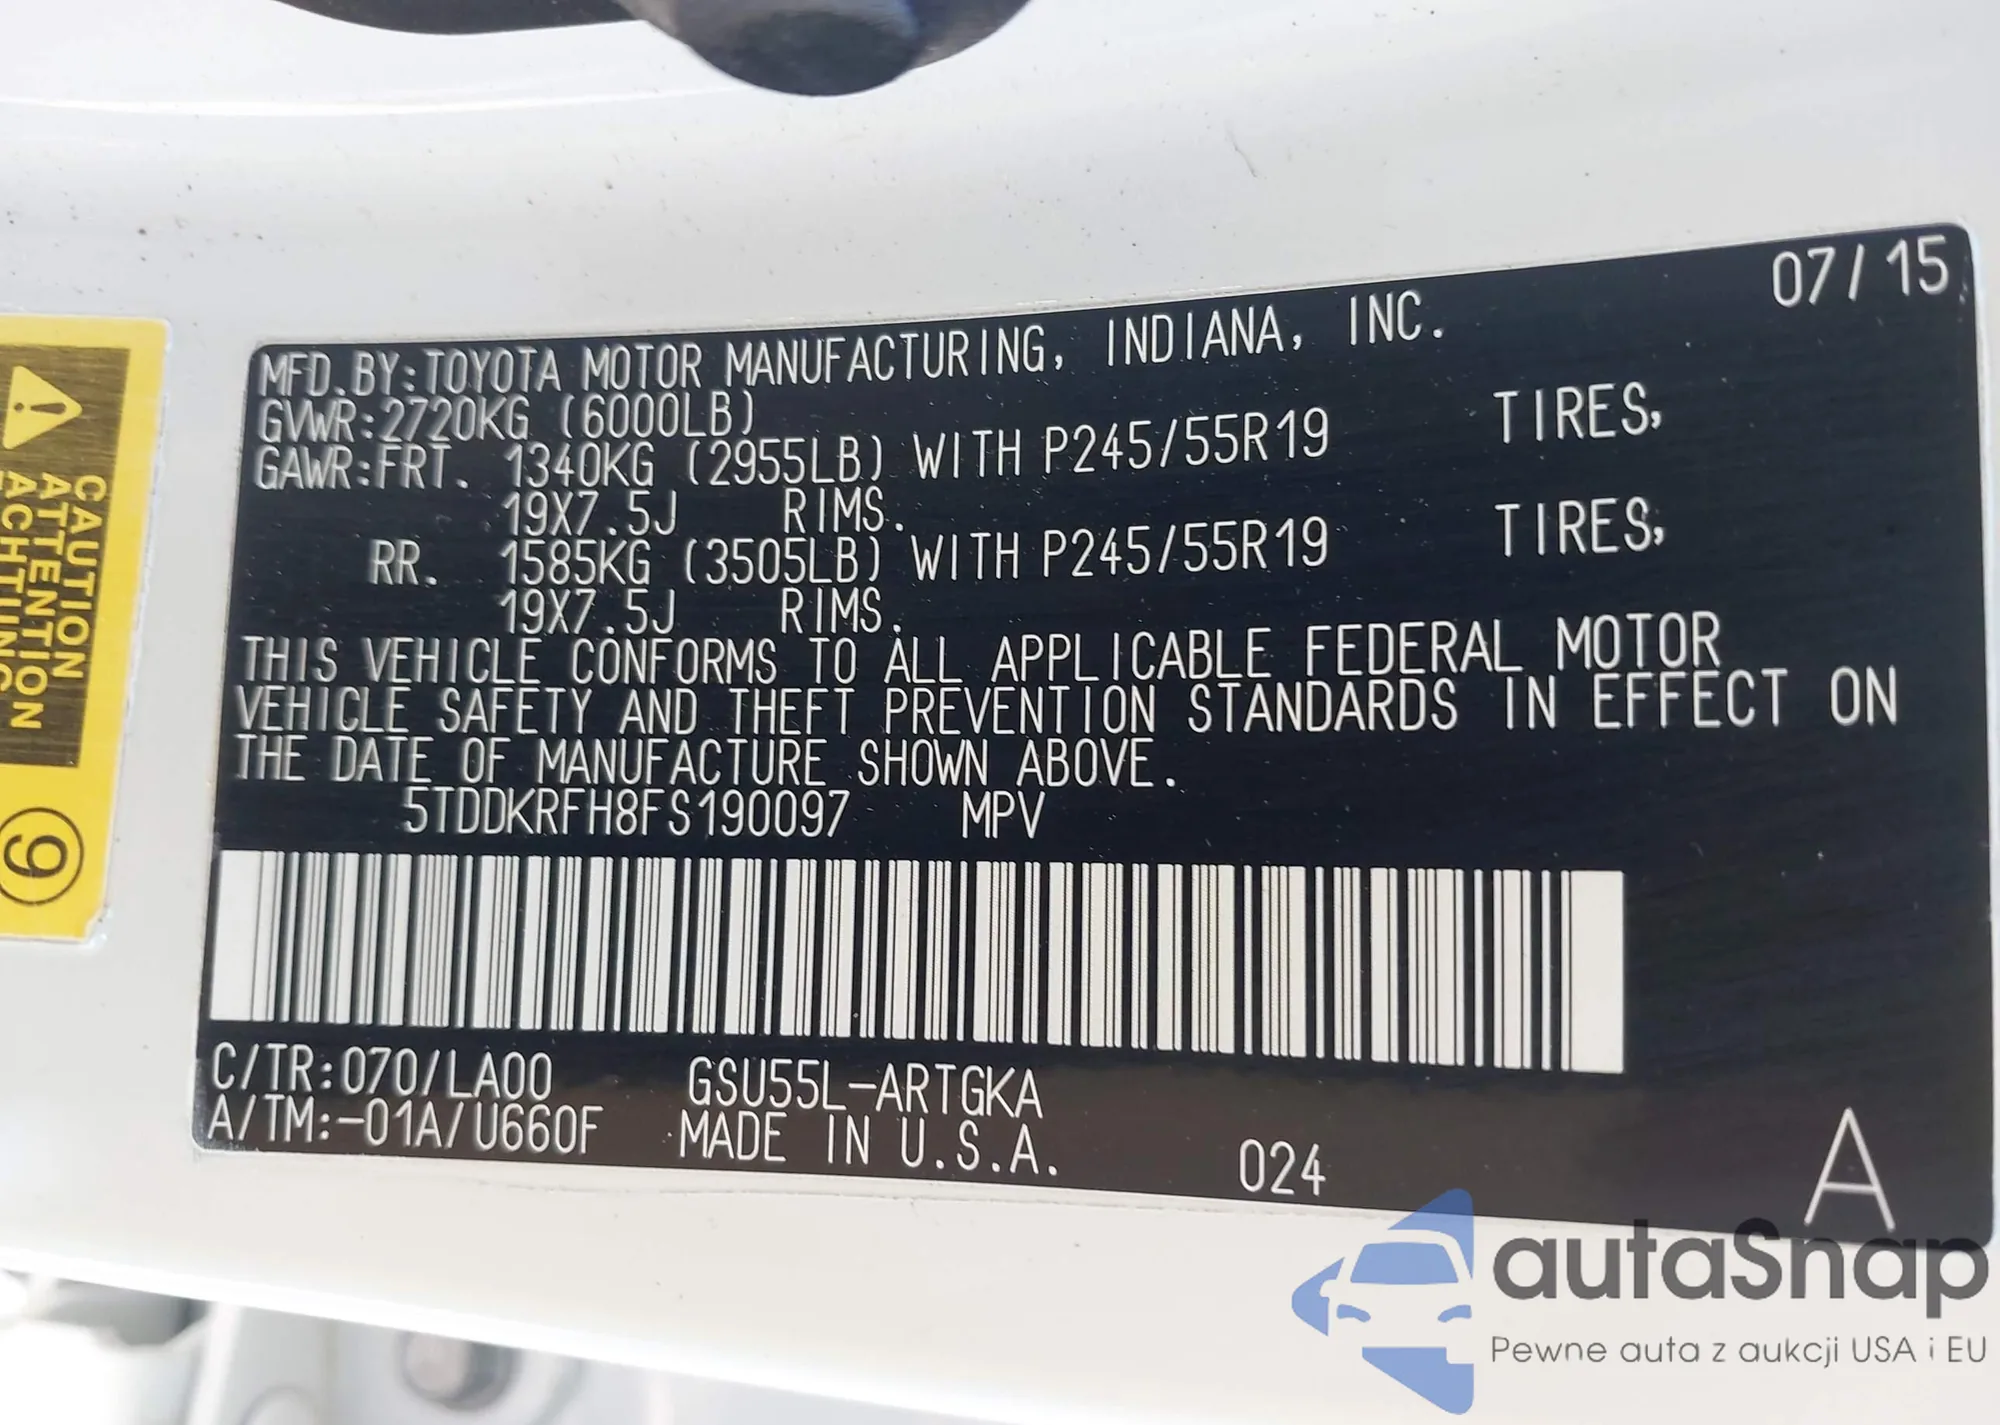 07/15
MFD.BY:TOYOTA MOTOR MANUFACTURING, INDIANA, INC.
GVWR:2720KG (6000LB)
GAWR:FRT. 1340KG (2955LB) WITH P245/55R19 TIRES,
19X7.5J RIMS.
RR. 1585KG (3505LB) WITH P245/55R19 TIRES,
19X7.5J RIMS.
THIS VEHICLE CONFORMS TO ALL APPLICABLE FEDERAL MOTOR
VEHICLE SAFETY AND THEFT PREVENTION STANDARDS IN EFFECT ON
THE DATE OF MANUFACTURE SHOWN ABOVE.
5TDDKRFH8FS190097 MPV
C/TR:070/LA00 GSU55L-ARTGKA
A/TM:-01A/U660F MADE IN U.S.A. 024 A
CAUTION
ATTENTION
ACHTUNG
9
autaSnap
Pewne auta z aukcji USA i EU